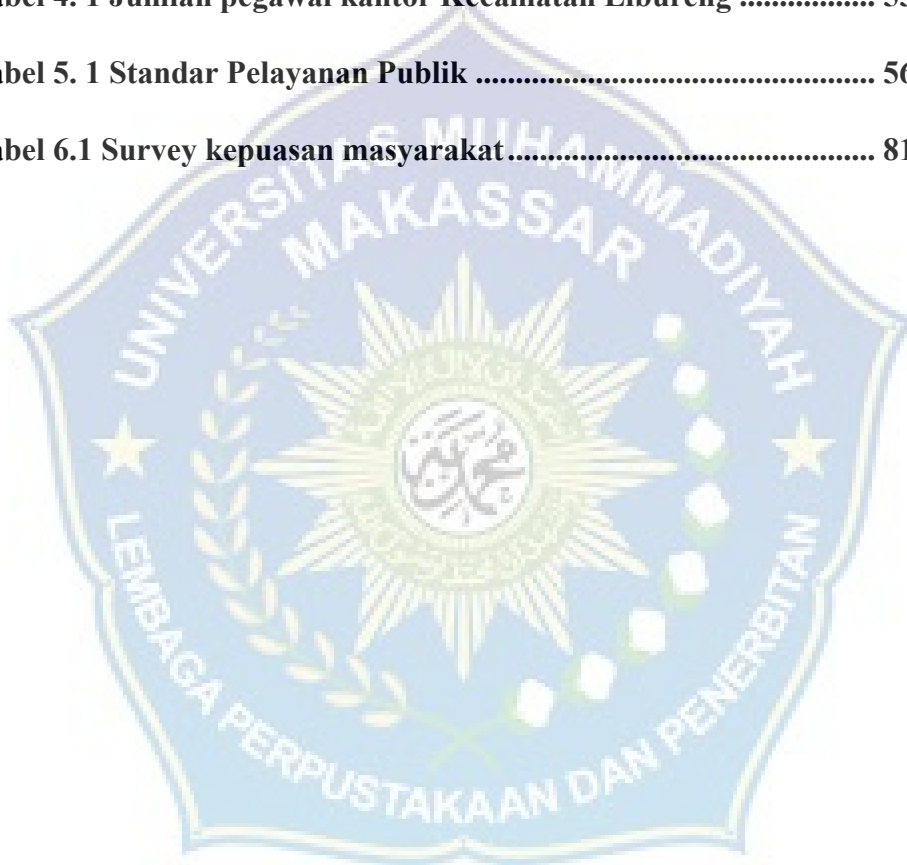 abel 4. 1 Jumlah pegawai kantor Kecamatan Libureng .................. 53
abel 5. 1 Standar Pelayanan Publik ...................................................... 56
abel 6.1 Survey kepuasan masyarakat ................................................. 81
UNIVERSITAS MUHAMMADIYAH
MAKASSAR
LEMBAGA PERPUSTAKAAN DAN PENERBITAN